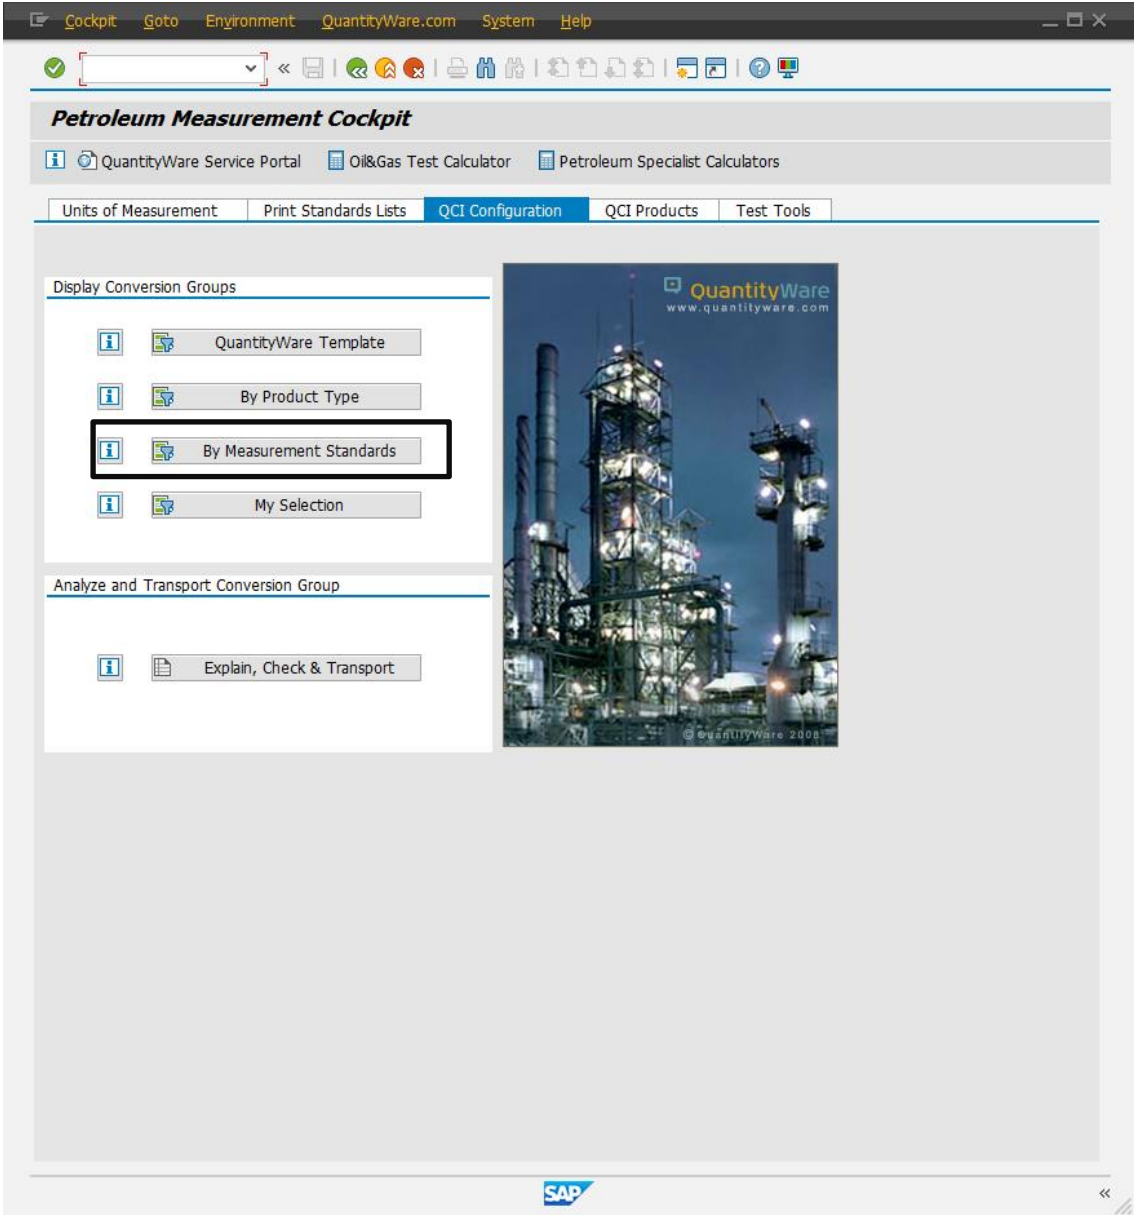 Cockpit Goto Environment QuantityWare.com System Help
Petroleum Measurement Cockpit
QuantityWare Service Portal Oil&Gas Test Calculator Petroleum Specialist Calculators
Units of Measurement Print Standards Lists QCI Configuration QCI Products Test Tools
Display Conversion Groups
QuantityWare Template
By Product Type
By Measurement Standards
My Selection
Analyze and Transport Conversion Group
Explain, Check & Transport
QuantityWare
www.quantityware.com
© QuantityWare 2008
SAP